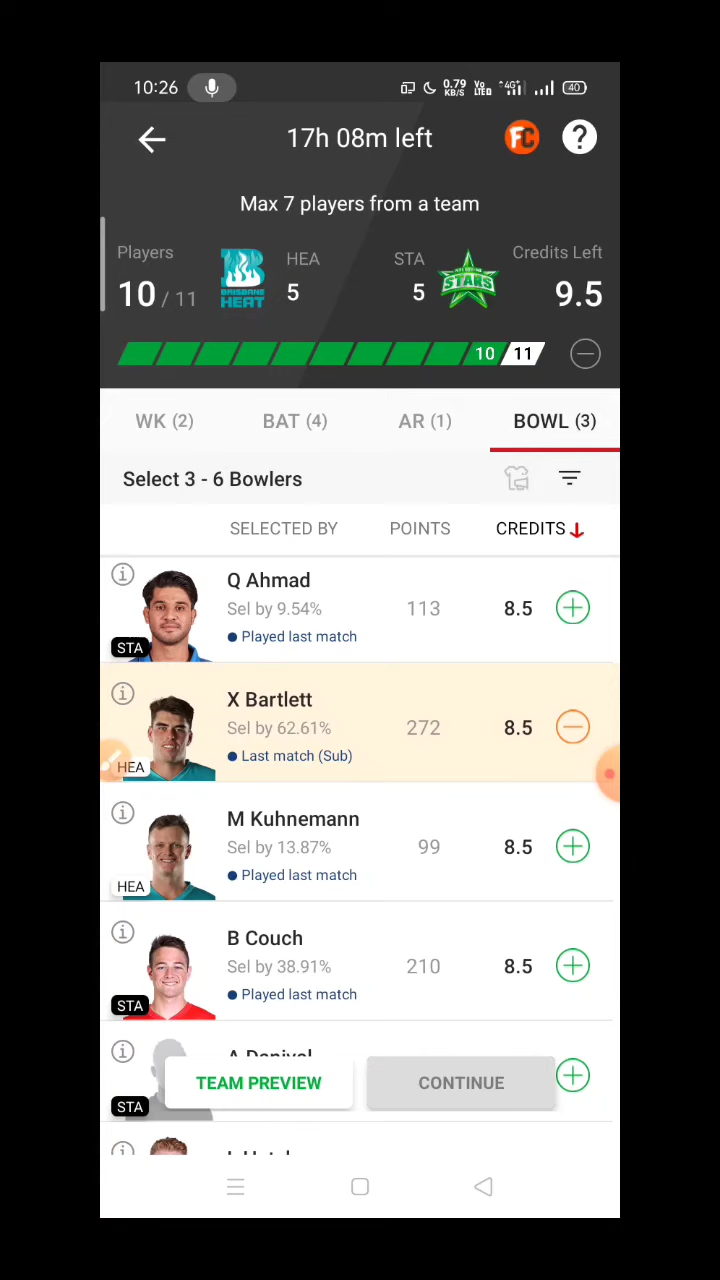 10:26 0.79 KB/S Vo LTED 4G+ 40
17h 08m left FC ?
Max 7 players from a team
Players HEA STA Credits Left
10 / 11 5 5 9.5
BRISBANE HEAT
STARS
10 11
WK (2) BAT (4) AR (1) BOWL (3)
Select 3 - 6 Bowlers
SELECTED BY POINTS CREDITS
Q Ahmad
Sel by 9.54% 113 8.5
Played last match
STA
X Bartlett
Sel by 62.61% 272 8.5
Last match (Sub)
HEA
M Kuhnemann
Sel by 13.87% 99 8.5
Played last match
HEA
B Couch
Sel by 38.91% 210 8.5
Played last match
STA
TEAM PREVIEW CONTINUE
STA